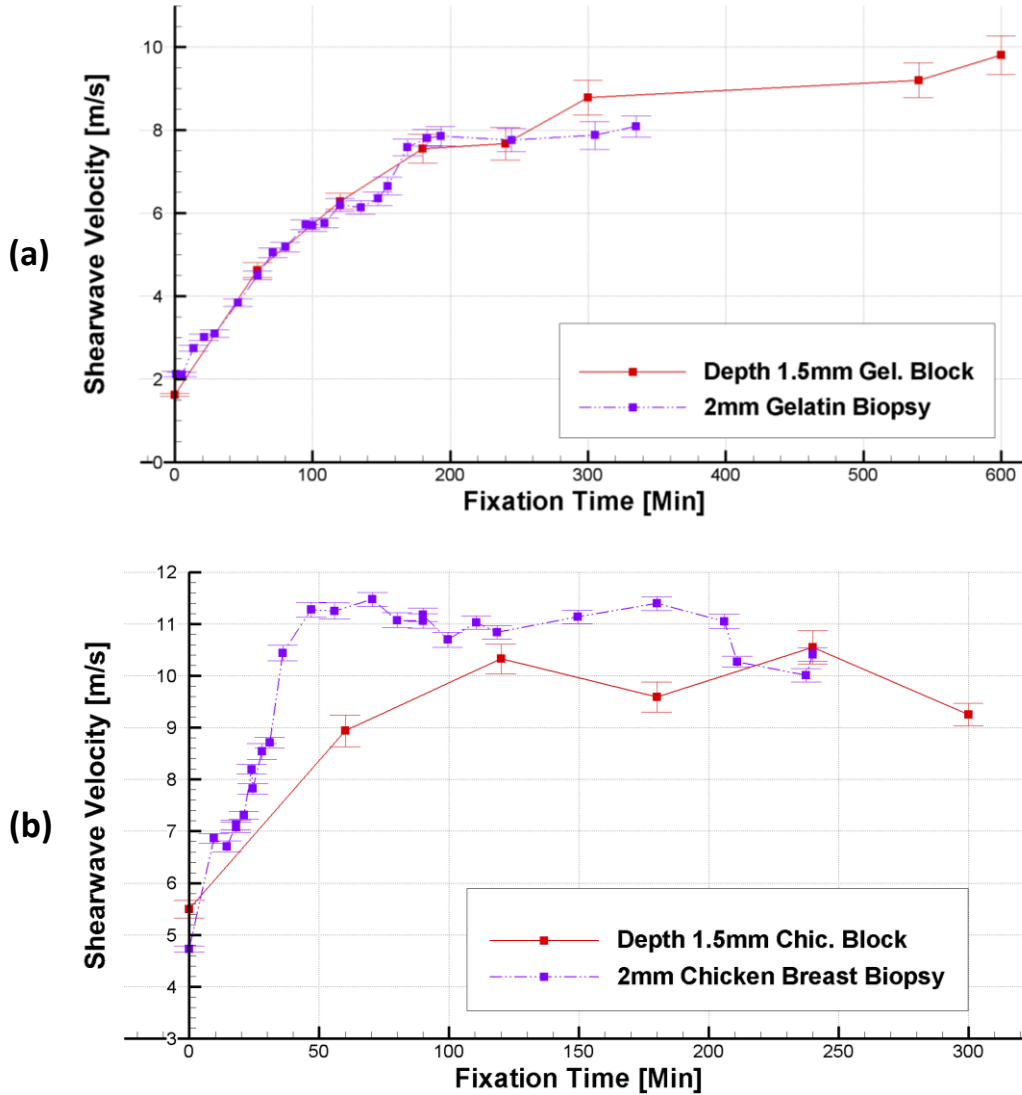 (a)
Shearwave Velocity [m/s]
10
8
6
4
2
0
0 100 200 300 400 500 600
Fixation Time [Min]
Depth 1.5mm Gel. Block
2mm Gelatin Biopsy
(b)
Shearwave Velocity [m/s]
12
11
10
9
8
7
6
5
4
3
0 50 100 150 200 250 300
Fixation Time [Min]
Depth 1.5mm Chic. Block
2mm Chicken Breast Biopsy